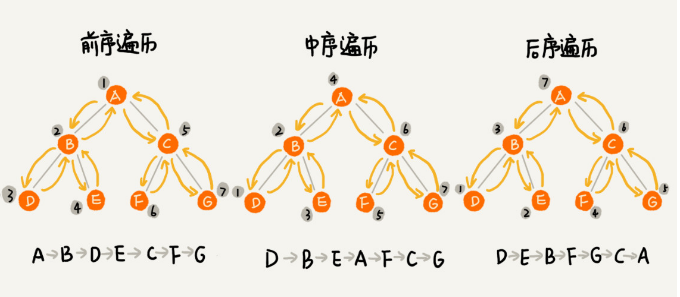 前序遍历
1
A
2 B
C 5
3 D
4 E
F 6
G 7
A→B→D→E→C→F→G
中序遍历
4
A
2 B
C 6
1 D
3 E
F 5
G 7
D→B→E→A→F→C→G
后序遍历
7 A
3 B
C 6
1 D
2 E
F 4
G 5
D→E→B→F→G→C→A